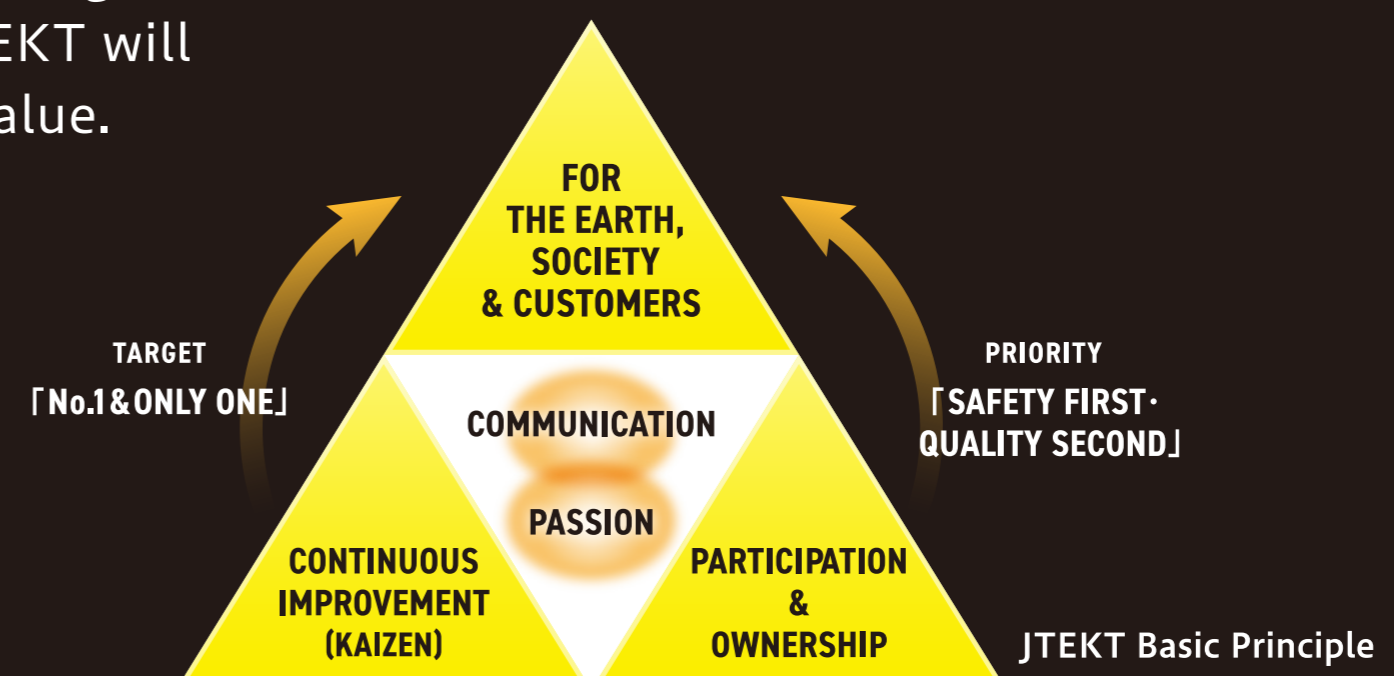 EKT will
alue.
FOR
THE EARTH,
SOCIETY
& CUSTOMERS
TARGET
「No.1&ONLY ONE」
PRIORITY
「SAFETY FIRST·
QUALITY SECOND」
COMMUNICATION
PASSION
CONTINUOUS
IMPROVEMENT
(KAIZEN)
PARTICIPATION
&
OWNERSHIP
JTEKT Basic Principle